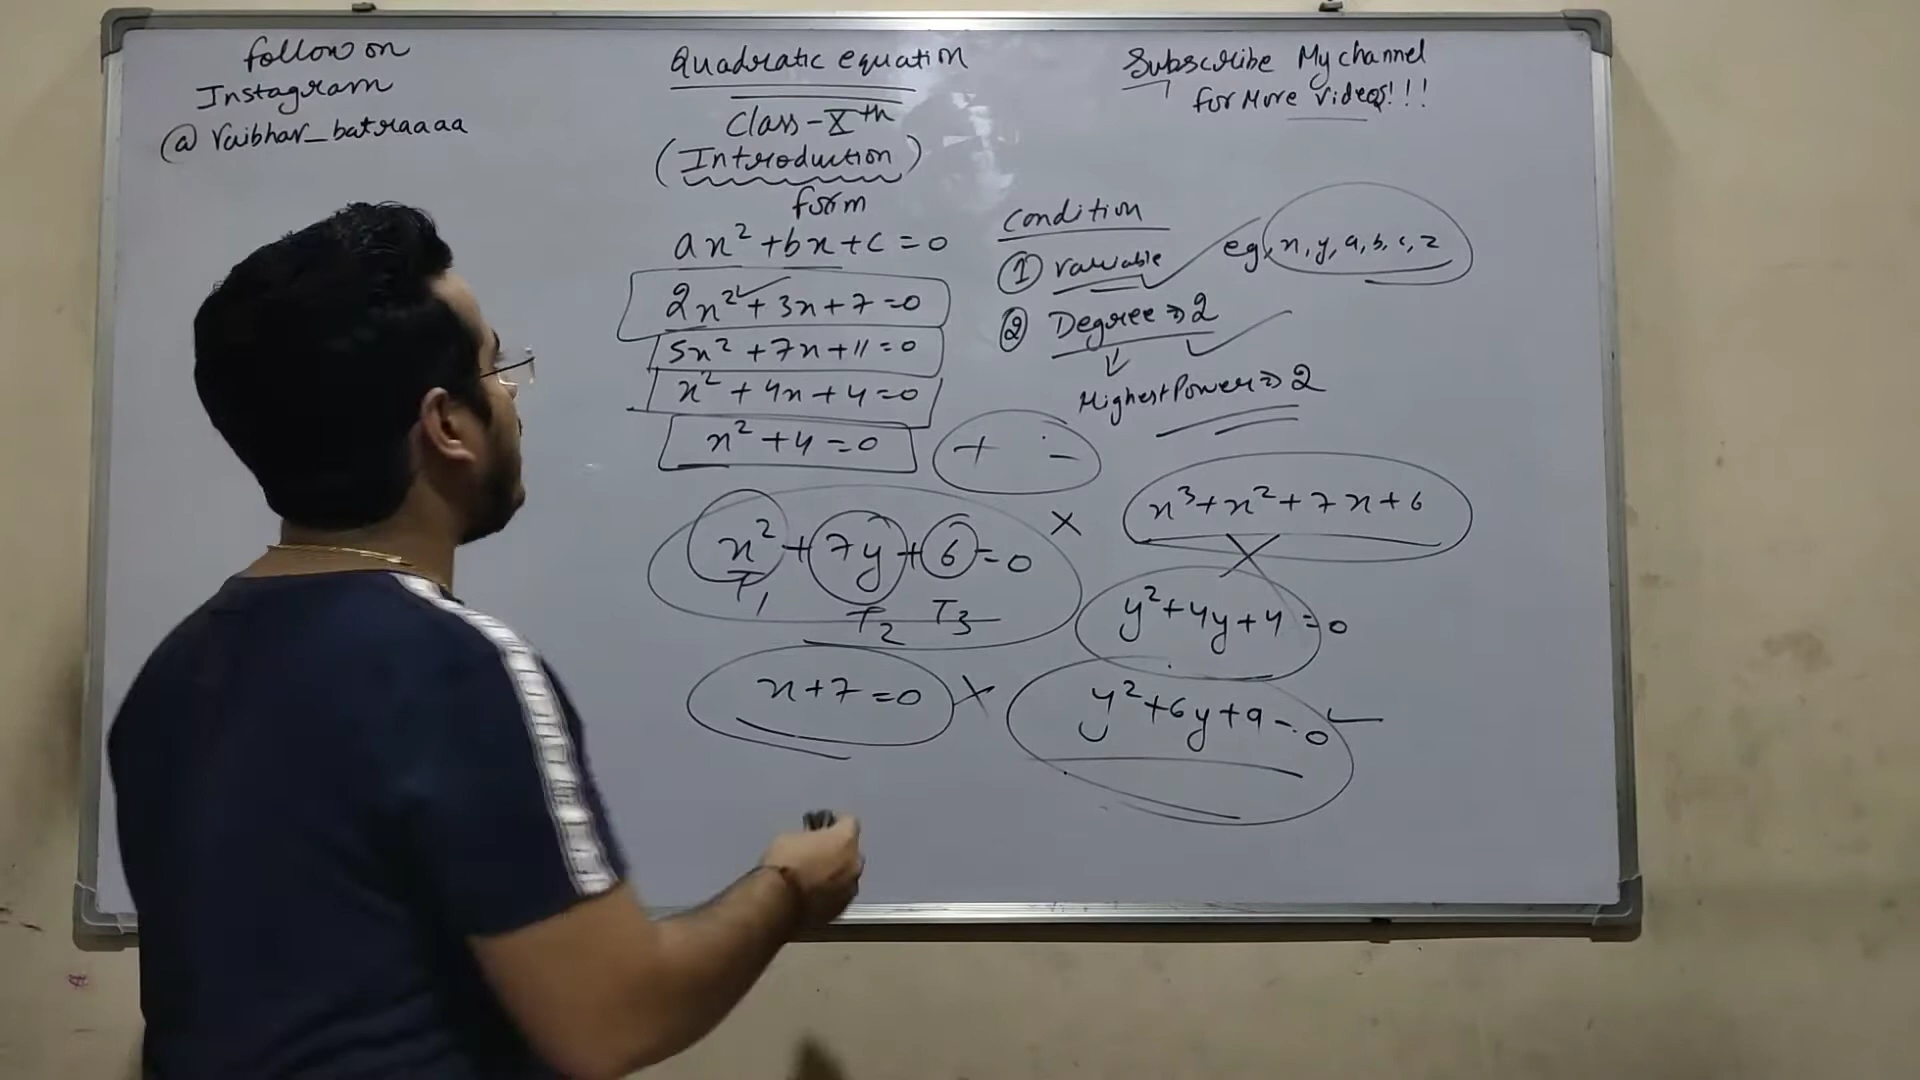 follow on
Instagram
@vaibhav_batraaaa
Quadratic equation
Class-Xth
(Introduction)
form
ax² + bx + c = 0
2x² + 3x + 7 = 0
5x² + 7x + 11 = 0
x² + 4x + 4 = 0
x² + 4 = 0
+ -
x² + 7y + 6 = 0 ×
T1 T2 T3
x + 7 = 0 ×
Subscribe My channel
for More videos!!!
Condition
① variable ✓ eg, x, y, a, b, c, z
② Degree ⇒ 2 ✓
Highest Power ⇒ 2
x³ + x² + 7x + 6
×
y² + 4y + 4 = 0
y² + 6y + 9 = 0